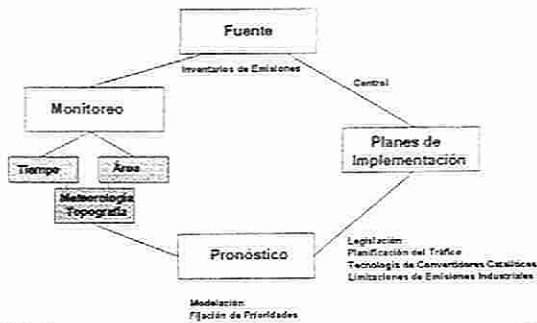 Fuente
Inventarios de Emisiones
Control
Monitoreo
Planes de
Implementación
Tiempo
Área
Meteorología
Topografía
Pronóstico
Legislación
Planificación del Tráfico
Tecnología de Convertidores Catalíticos
Limitaciones de Emisiones Industriales
Modelación
Fijación de Prioridades